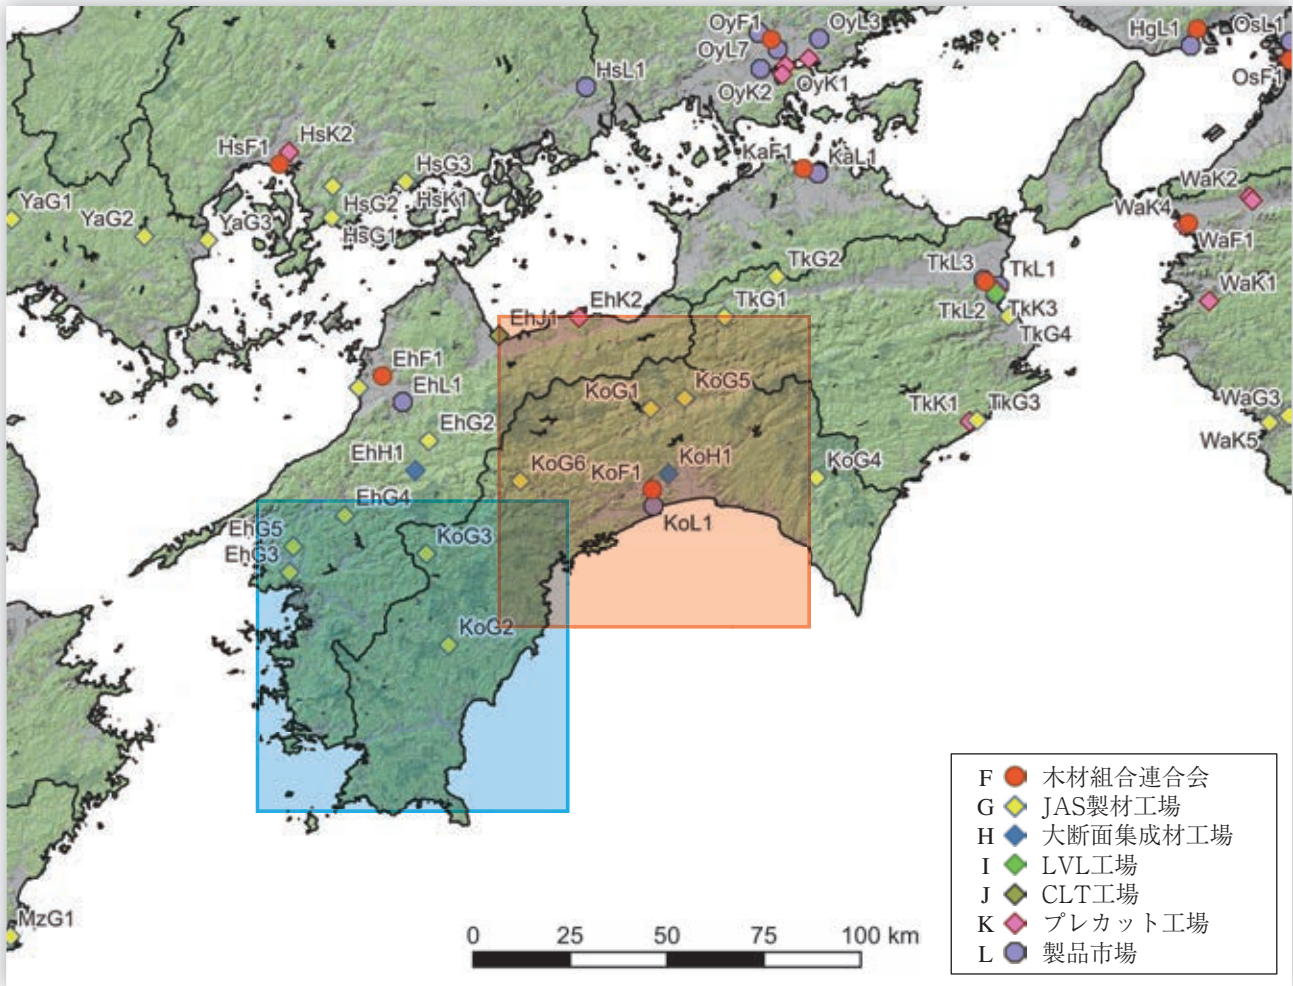 OyF1
OyL3
HgL1
OsL1
OyL7
OyK2
OyK1
OsF1
HsL1
HsF1
HsK2
HsG3
KaF1
KaL1
WaK2
YaG1
YaG2
YaG3
HsG2
HsK1
HsG1
WaK4
WaF1
TkG2
TkL3
TkL1
WaK1
EhJ1
EhK2
TkG1
TkL2
TkK3
TkG4
EhF1
EhL1
KoG1
KoG5
TkK1
TkG3
WaG3
WaK5
EhG2
EhH1
KoG6
KoF1
KoH1
KoG4
EhG4
KoL1
EhG5
EhG3
KoG3
KoG2
MzG1
0 25 50 75 100 km
F 木材組合連合会
G JAS製材工場
H 大断面集成材工場
I LVL工場
J CLT工場
K プレカット工場
L 製品市場